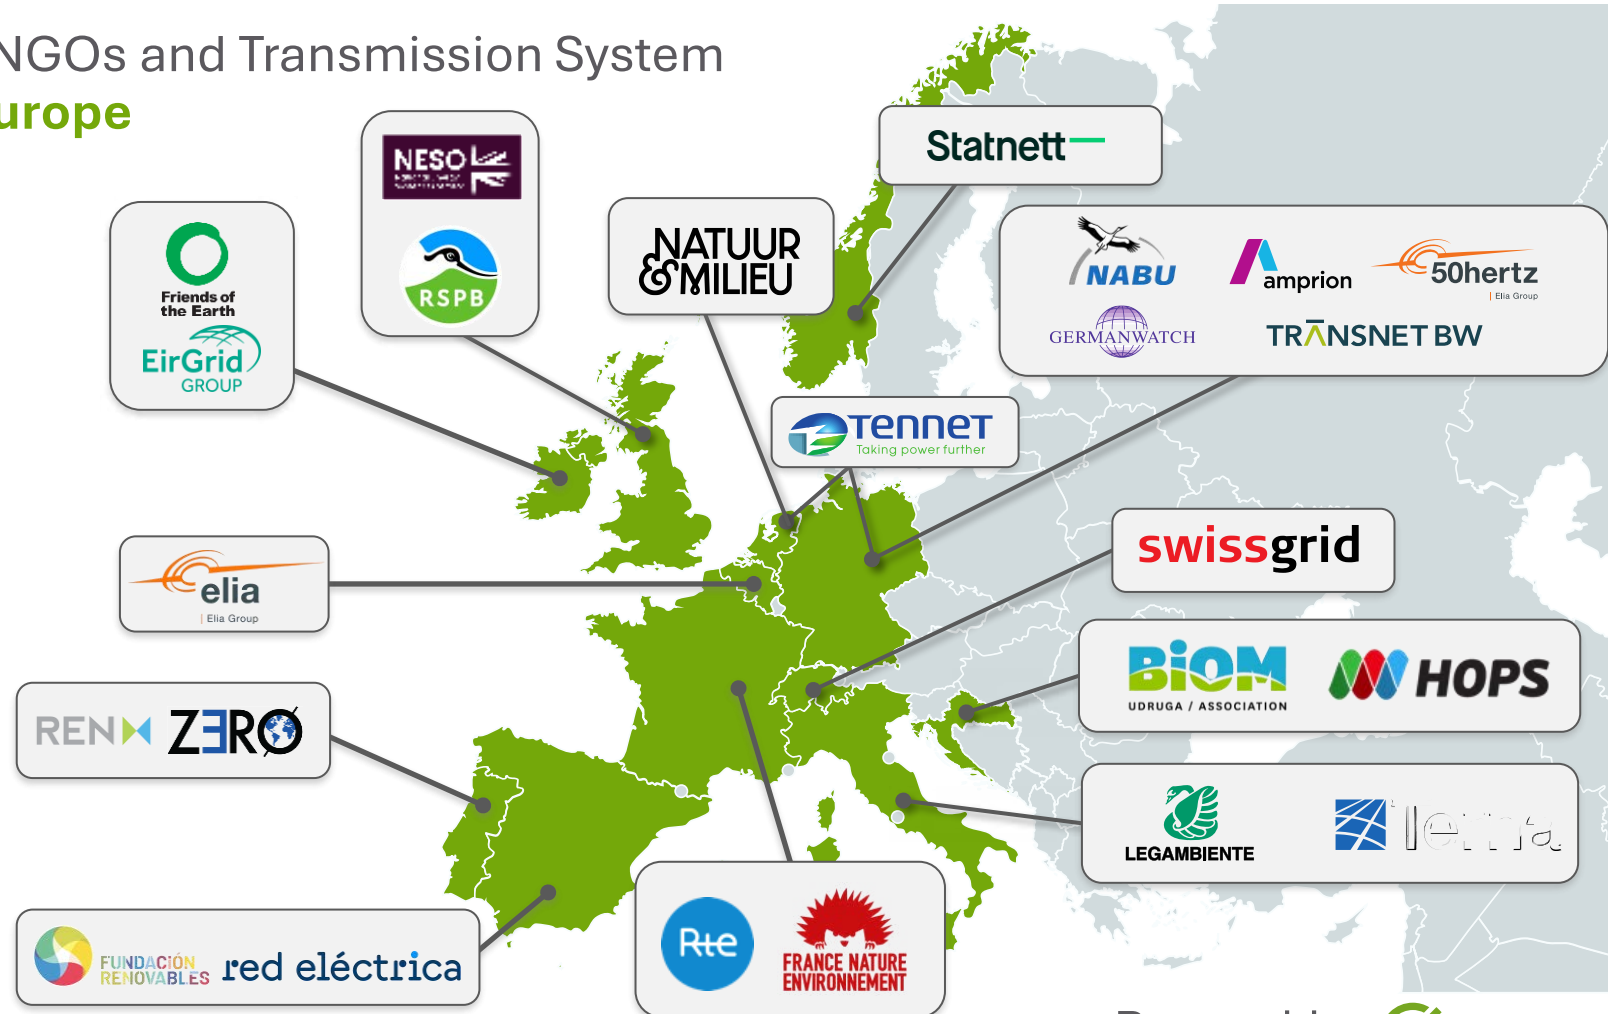 NGOs and Transmission System
urope
NESO
RSPB
Friends of
the Earth
EirGrid
GROUP
NATUUR
&MILIEU
Statnett
NABU
amprion
50hertz
| Elia Group
GERMANWATCH
TRANSNET BW
TenneT
Taking power further
elia
| Elia Group
swissgrid
BiOM
UDRUGA / ASSOCIATION
HOPS
REN
ZERO
LEGAMBIENTE
Terna
FUNDACIÓN
RENOVABLES
red eléctrica
Rte
FRANCE NATURE
ENVIRONNEMENT